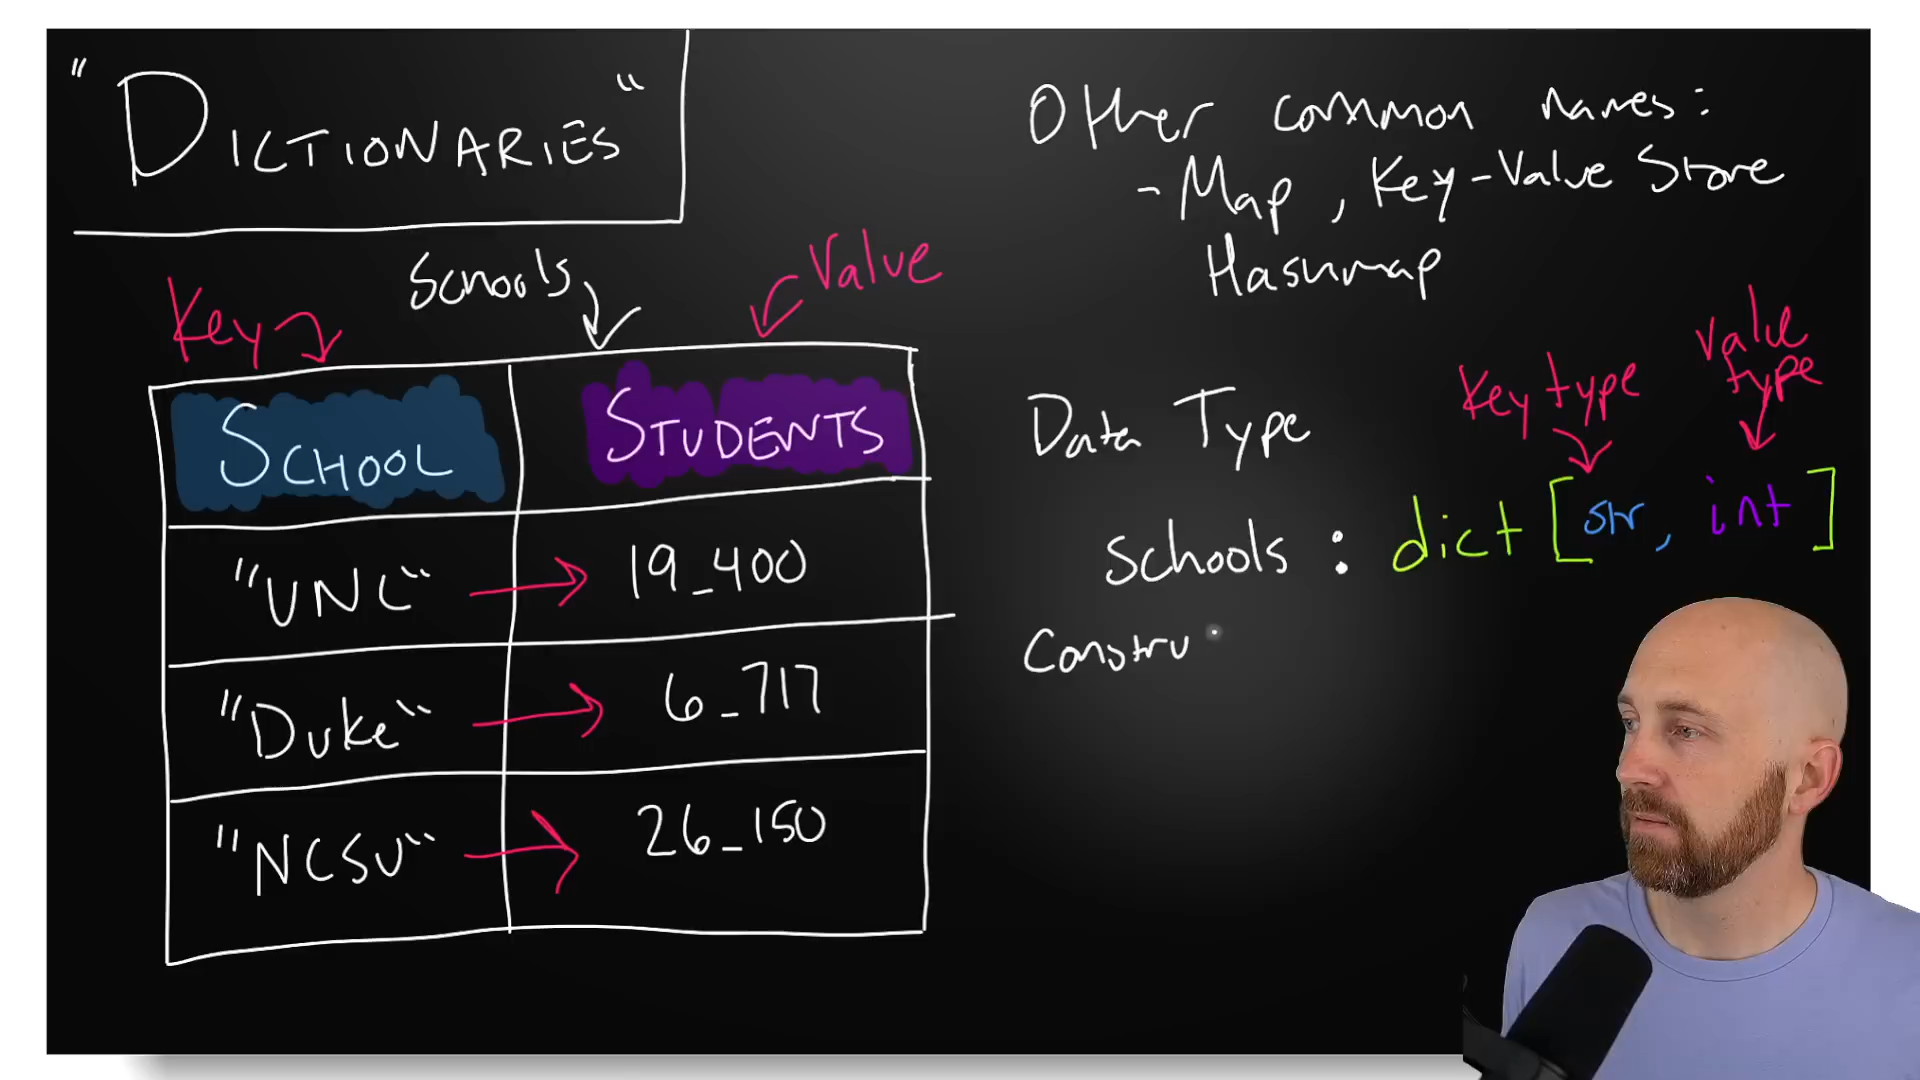 "DICTIONARIES"
Other common names:
- Map, Key-Value Store
Hashmap
Key
Schools
Value
SCHOOL STUDENTS
"UNC" 19_400
"Duke" 6_717
"NCSU" 26_150
Data Type
Key type
value
type
schools : dict [str, int]
Constru